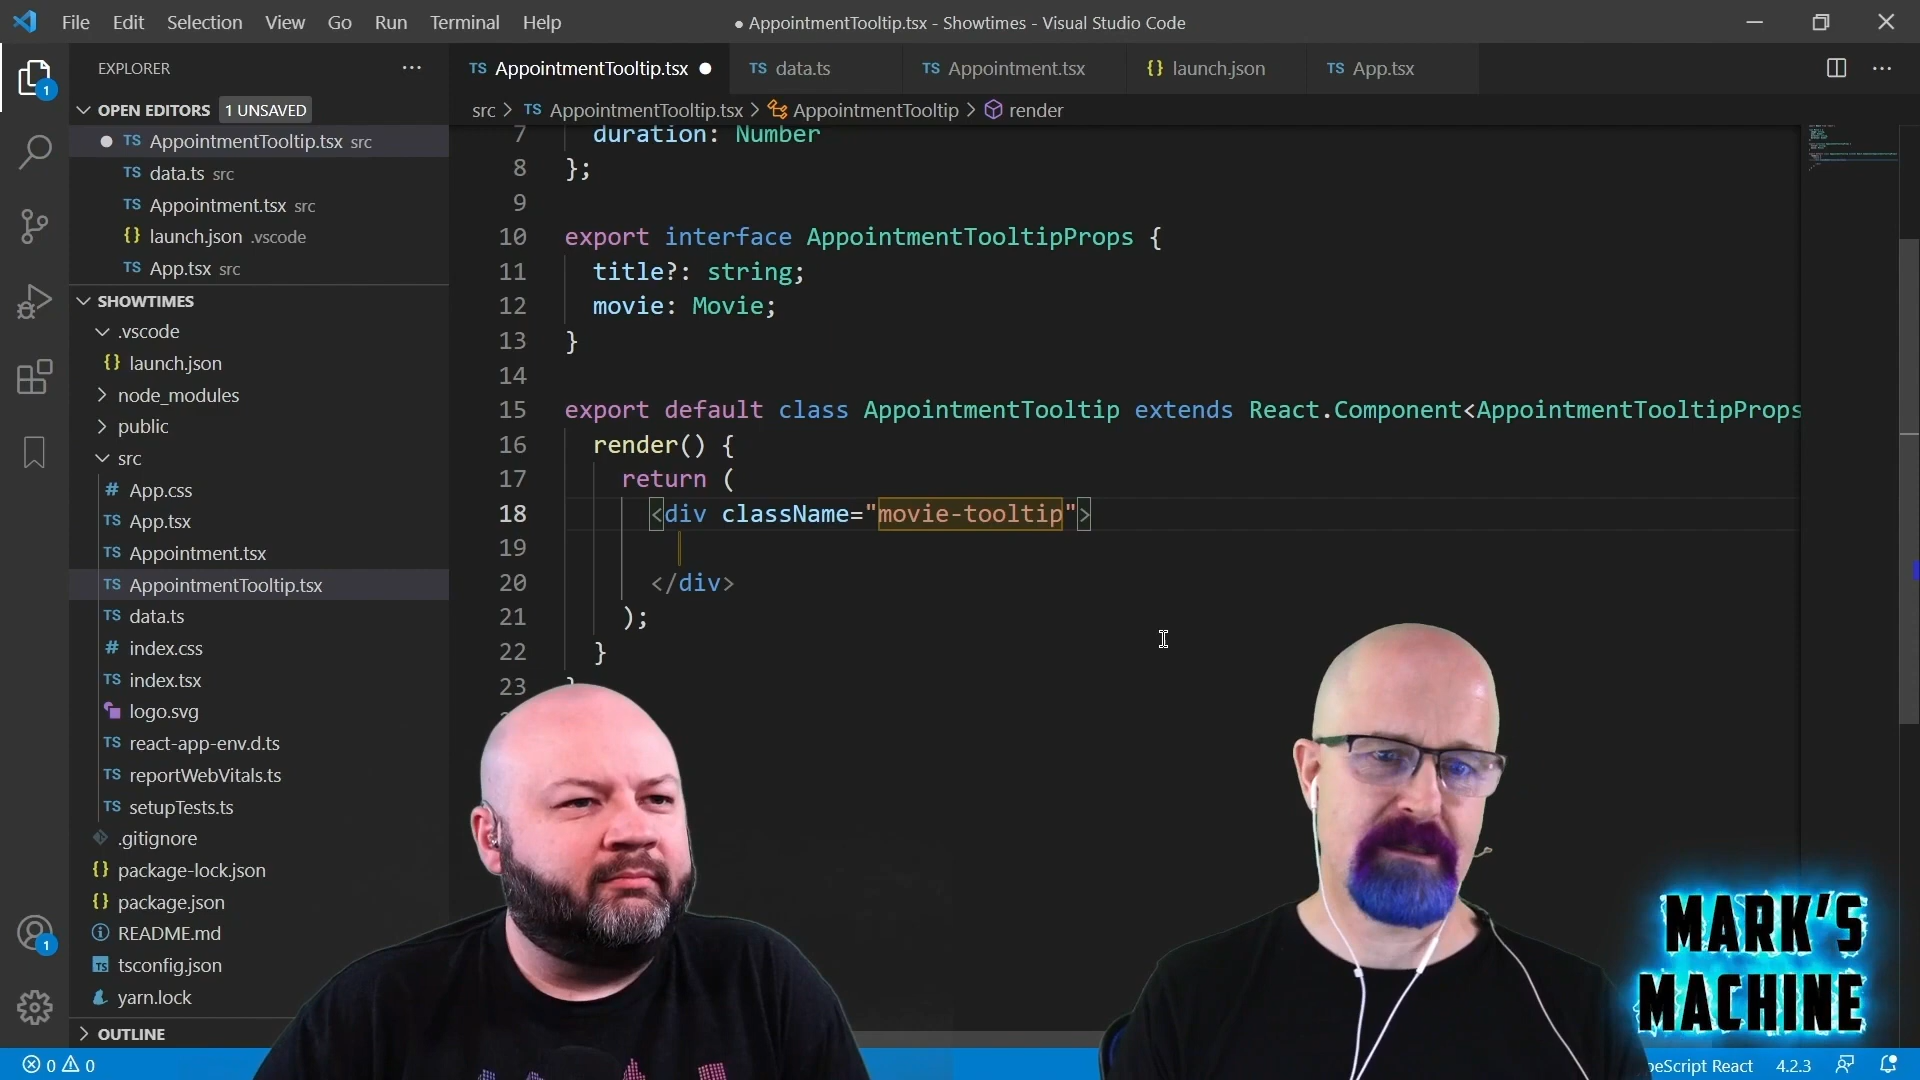 File Edit Selection View Go Run Terminal Help
● AppointmentTooltip.tsx - Showtimes - Visual Studio Code
EXPLORER
TS AppointmentTooltip.tsx
TS data.ts
TS Appointment.tsx
{} launch.json
TS App.tsx
1
OPEN EDITORS 1 UNSAVED
src > TS AppointmentTooltip.tsx > AppointmentTooltip > render
● TS AppointmentTooltip.tsx src
TS data.ts src
TS Appointment.tsx src
{} launch.json .vscode
TS App.tsx src
SHOWTIMES
.vscode
{} launch.json
node_modules
public
src
# App.css
TS App.tsx
TS Appointment.tsx
TS AppointmentTooltip.tsx
TS data.ts
# index.css
TS index.tsx
logo.svg
TS react-app-env.d.ts
TS reportWebVitals.ts
TS setupTests.ts
.gitignore
{} package-lock.json
{} package.json
README.md
TS tsconfig.json
yarn.lock
OUTLINE
1
7 duration: Number
8 };
9
10 export interface AppointmentTooltipProps {
11 title?: string;
12 movie: Movie;
13 }
14
15 export default class AppointmentTooltip extends React.Component<AppointmentTooltipProps
16 render() {
17 return (
18 <div className="movie-tooltip">
19
20 </div>
21 );
22 }
23 }
MARK'S
MACHINE
0 0
peScript React 4.2.3